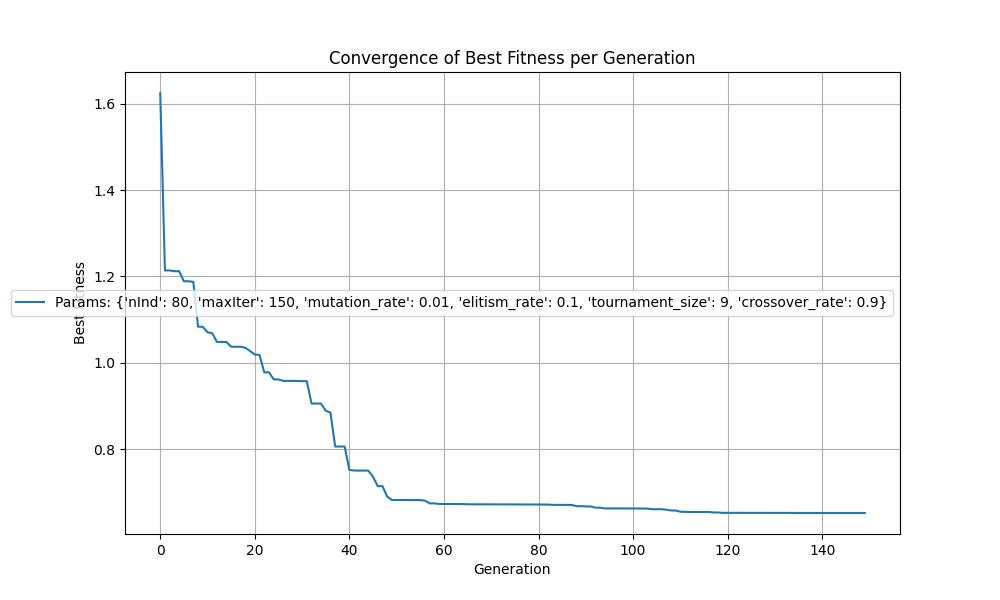 Convergence of Best Fitness per Generation
1.6
1.4
1.2
1.0
0.8
Best Fitness
Params: {'nInd': 80, 'maxIter': 150, 'mutation_rate': 0.01, 'elitism_rate': 0.1, 'tournament_size': 9, 'crossover_rate': 0.9}
0 20 40 60 80 100 120 140
Generation